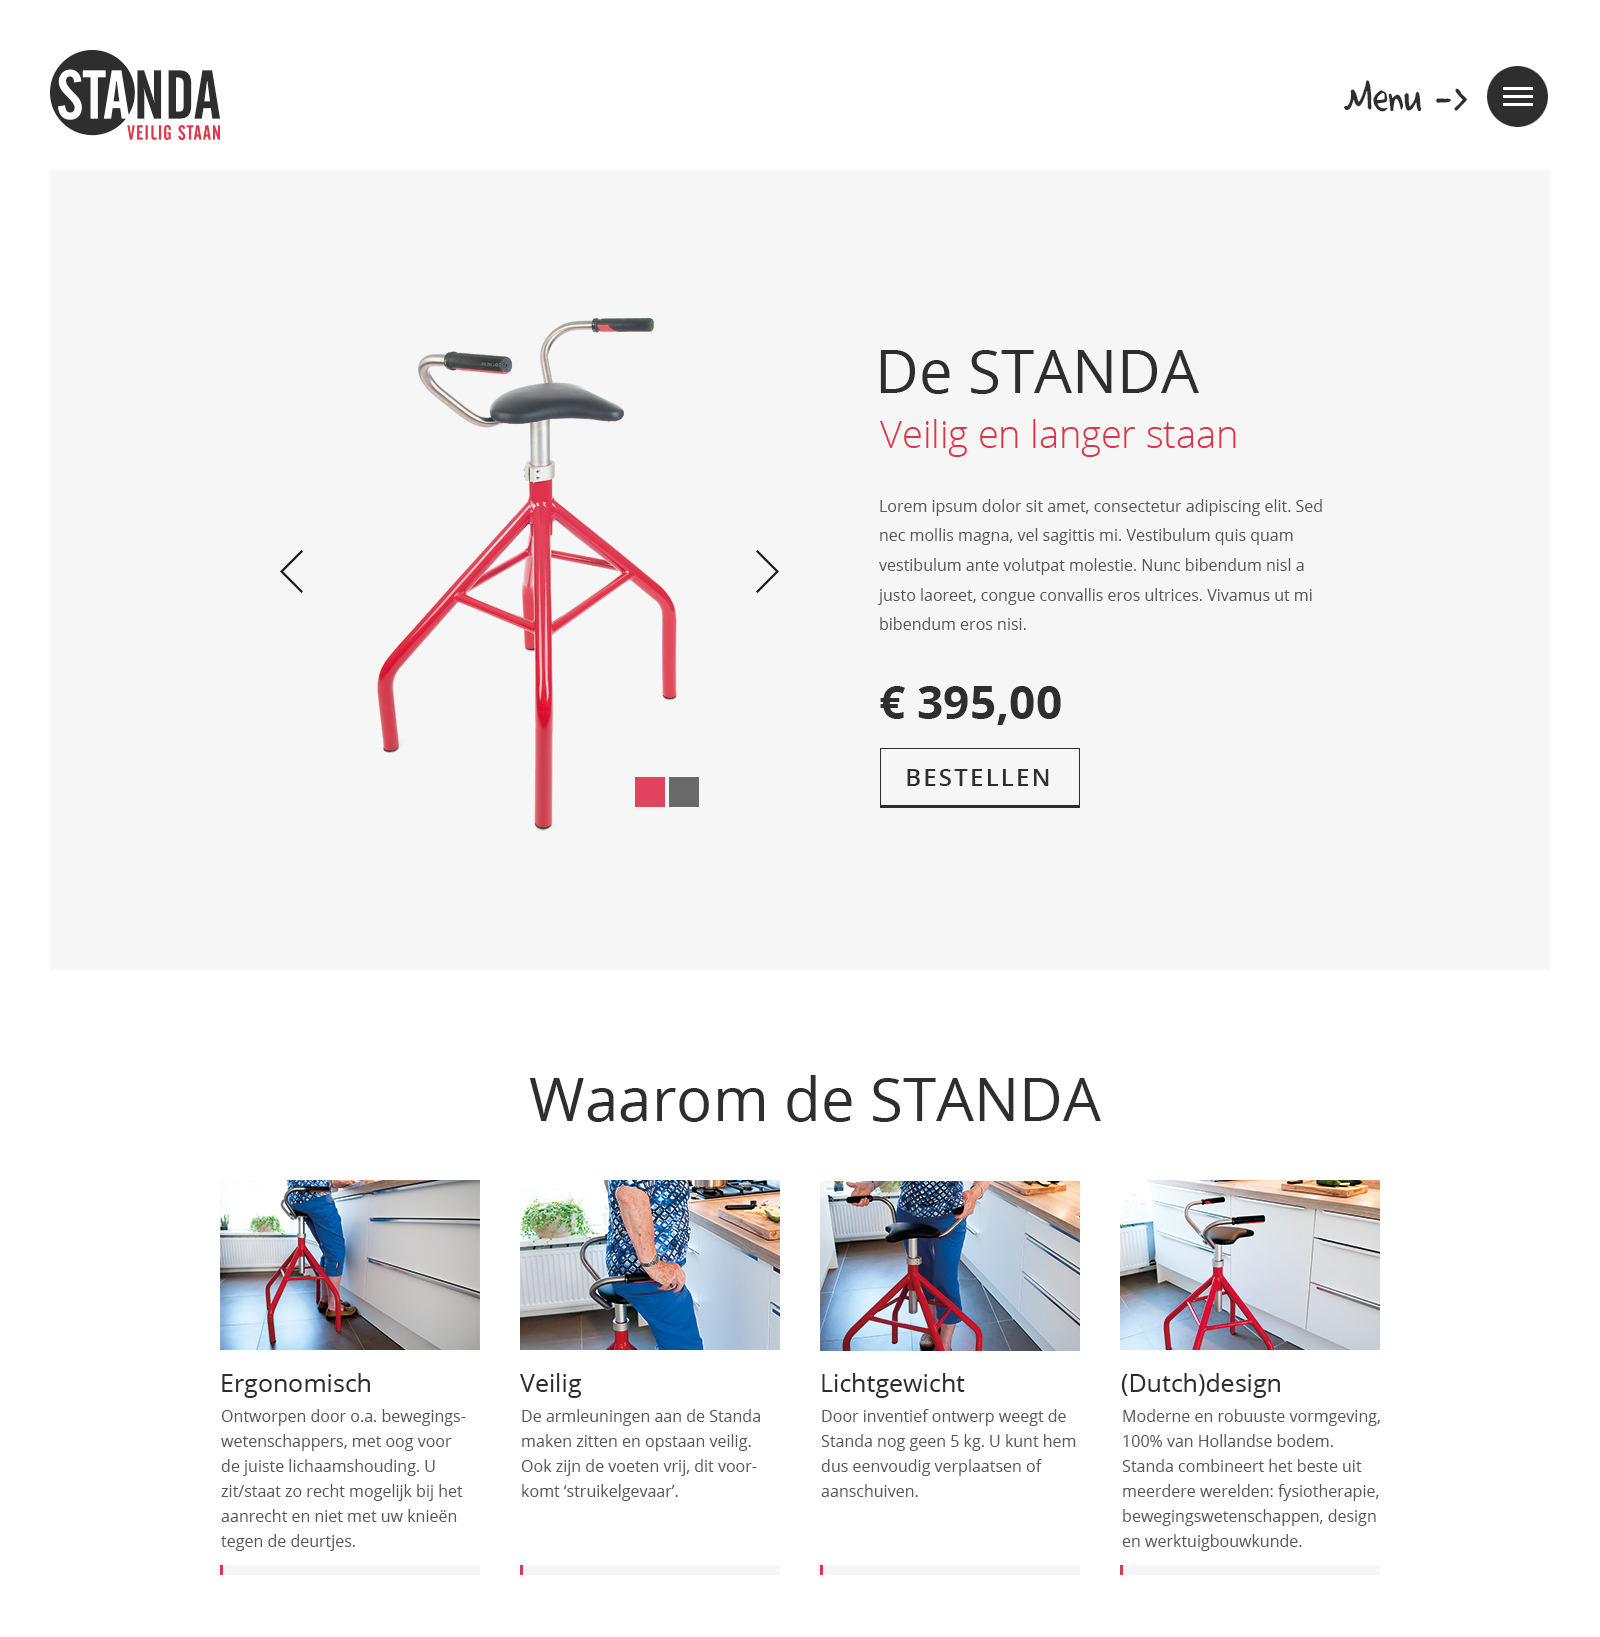 STANDA
VEILIG STAAN
Menu ->
De STANDA
Veilig en langer staan
Lorem ipsum dolor sit amet, consectetur adipiscing elit. Sed
nec mollis magna, vel sagittis mi. Vestibulum quis quam
vestibulum ante volutpat molestie. Nunc bibendum nisl a
justo laoreet, congue convallis eros ultrices. Vivamus ut mi
bibendum eros nisi.
€ 395,00
BESTELLEN
Waarom de STANDA
Ergonomisch
Ontworpen door o.a. bewegings-
wetenschappers, met oog voor
de juiste lichaamshouding. U
zit/staat zo recht mogelijk bij het
aanrecht en niet met uw knieën
tegen de deurtjes.
Veilig
De armleuningen aan de Standa
maken zitten en opstaan veilig.
Ook zijn de voeten vrij, dit voor-
komt ‘struikelgevaar’.
Lichtgewicht
Door inventief ontwerp weegt de
Standa nog geen 5 kg. U kunt hem
dus eenvoudig verplaatsen of
aanschuiven.
(Dutch)design
Moderne en robuuste vormgeving,
100% van Hollandse bodem.
Standa combineert het beste uit
meerdere werelden: fysiotherapie,
bewegingswetenschappen, design
en werktuigbouwkunde.